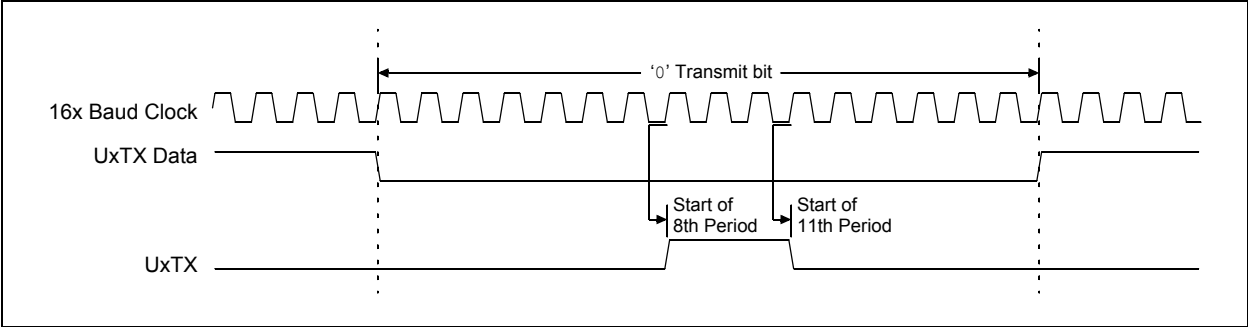 ‘0’ Transmit bit
16x Baud Clock
UxTX Data
Start of
8th Period
Start of
11th Period
UxTX